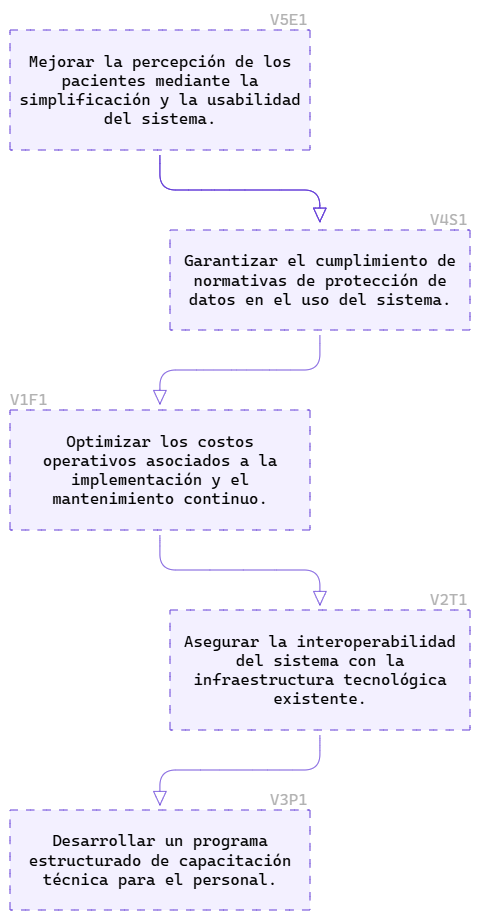 V5E1
Mejorar la percepción de los
pacientes mediante la
simplificación y la usabilidad
del sistema.
V4S1
Garantizar el cumplimiento de
normativas de protección de
datos en el uso del sistema.
V1F1
Optimizar los costos
operativos asociados a la
implementación y el
mantenimiento continuo.
V2T1
Asegurar la interoperabilidad
del sistema con la
infraestructura tecnológica
existente.
V3P1
Desarrollar un programa
estructurado de capacitación
técnica para el personal.